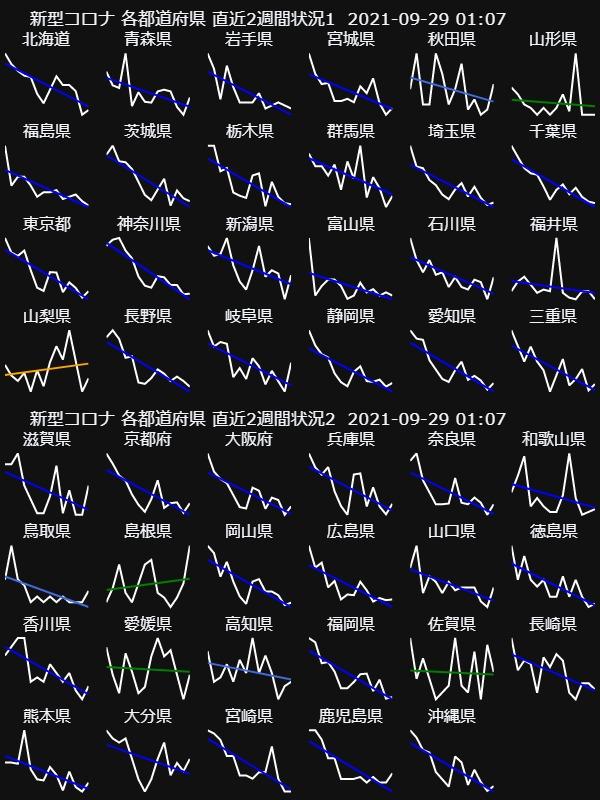 新型コロナ 各都道府県 直近2週間状況1 2021-09-29 01:07
北海道 青森県 岩手県 宮城県 秋田県 山形県
福島県 茨城県 栃木県 群馬県 埼玉県 千葉県
東京都 神奈川県 新潟県 富山県 石川県 福井県
山梨県 長野県 岐阜県 静岡県 愛知県 三重県
新型コロナ 各都道府県 直近2週間状況2 2021-09-29 01:07
滋賀県 京都府 大阪府 兵庫県 奈良県 和歌山県
鳥取県 島根県 岡山県 広島県 山口県 徳島県
香川県 愛媛県 高知県 福岡県 佐賀県 長崎県
熊本県 大分県 宮崎県 鹿児島県 沖縄県